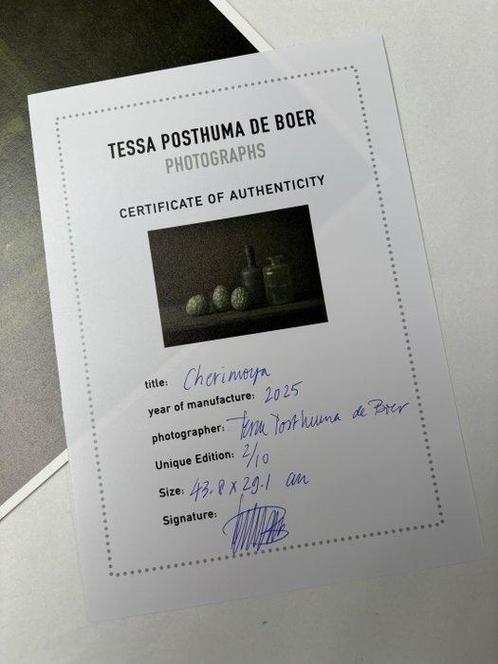 TESSA POSTHUMA DE BOER
PHOTOGRAPHS
CERTIFICATE OF AUTHENTICITY
title: Cherimoya
year of manufacture: 2025
photographer: Tessa Posthuma de Boer
Unique Edition: 2/10
Size: 43.8 x 29.1 cm
Signature: